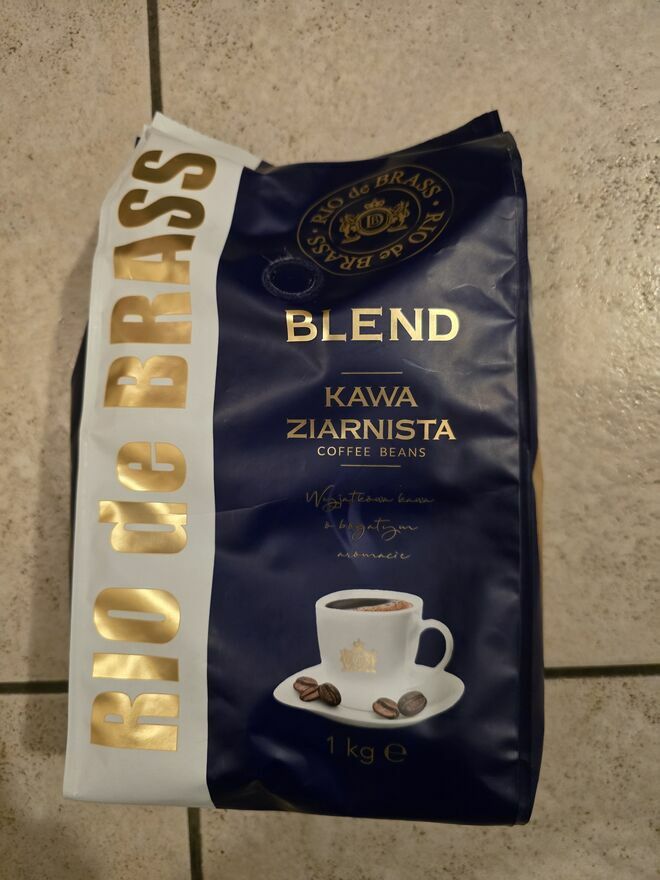 RIO de BRASS
RIO de BRASS · RIO de BRASS ·
BLEND
KAWA
ZIARNISTA
COFFEE BEANS
Wyjątkowa kawa
o bogatym
aromacie
1 kg ℮